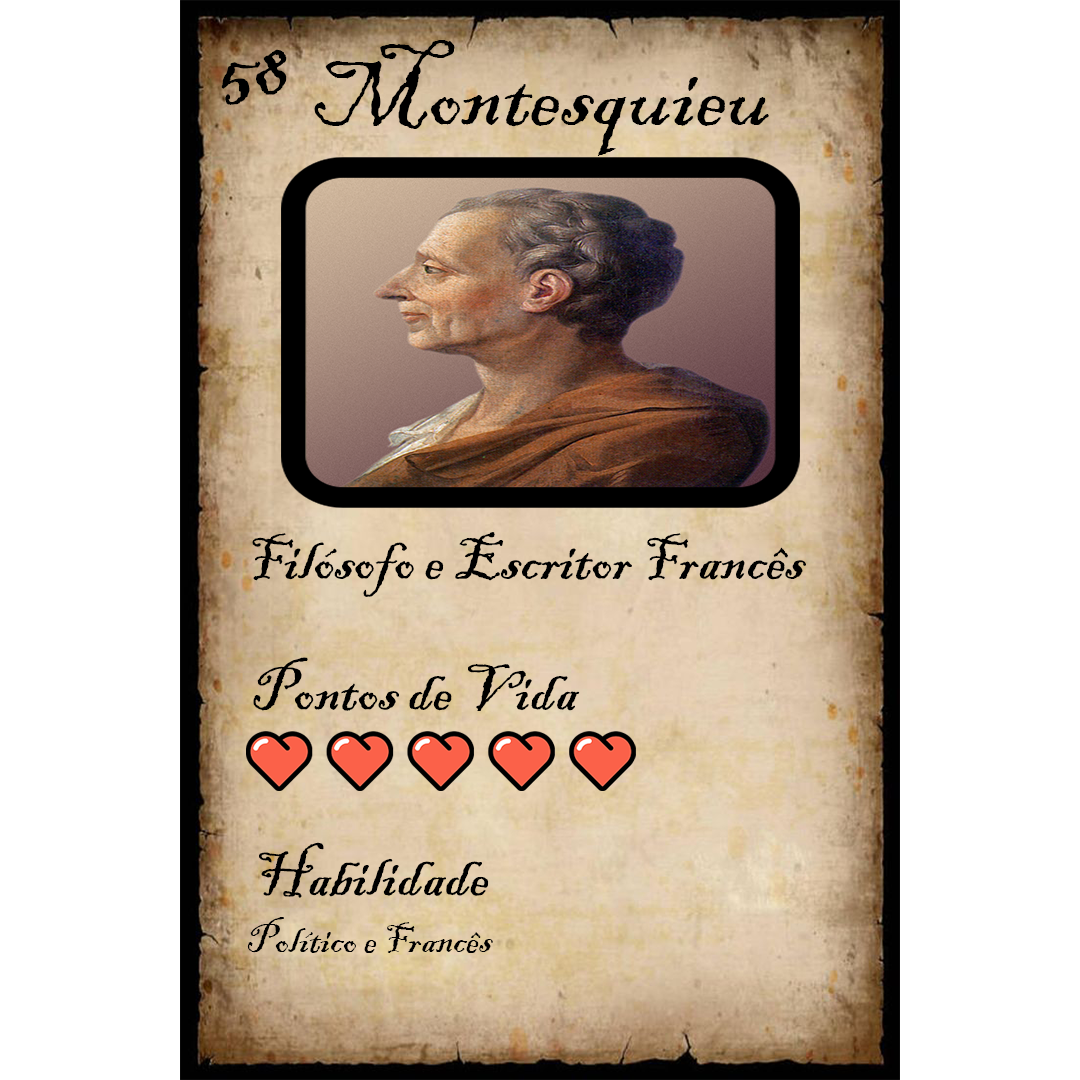 58 Montesquieu
Filósofo e Escritor Francês
Pontos de Vida
Habilidade
Político e Francês